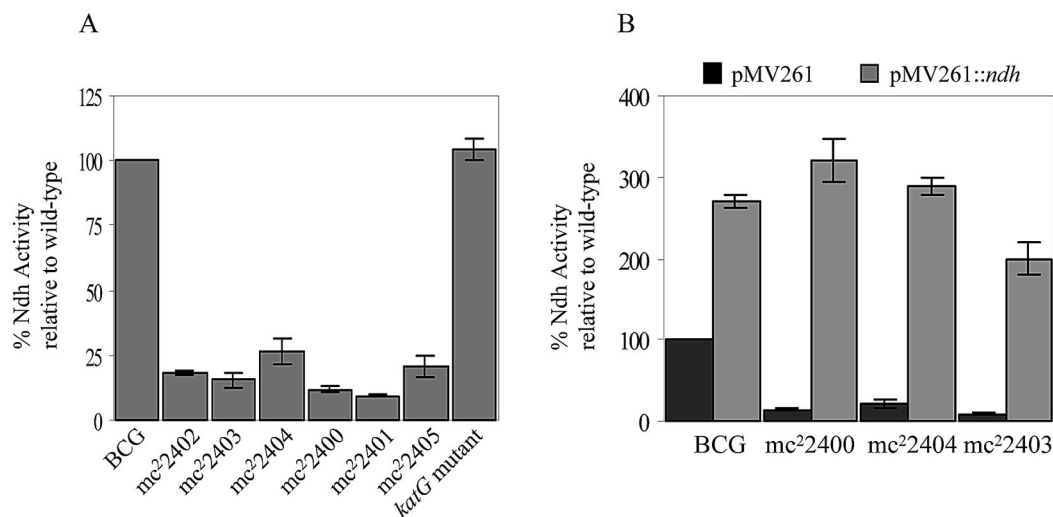 A
% Ndh Activity
relative to wild-type
125
100
75
50
25
0
BCG
mc²2402
mc²2403
mc²2404
mc²2400
mc²2401
mc²2405
katG mutant
B
pMV261
pMV261::ndh
% Ndh Activity
relative to wild-type
400
300
200
100
0
BCG
mc²2400
mc²2404
mc²2403